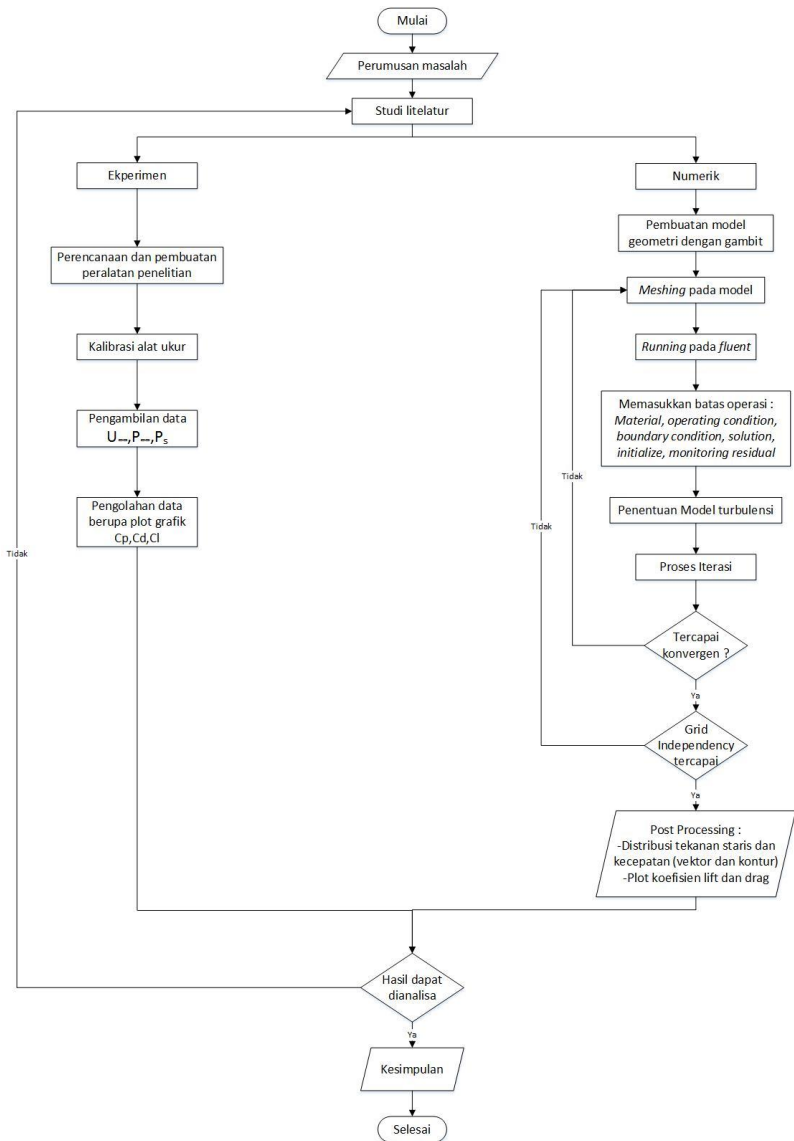 Mulai
Perumusan masalah
Studi litelatur
Ekperimen
Perencanaan dan pembuatan
peralatan penelitian
Kalibrasi alat ukur
Pengambilan data
U∞,P∞,Ps
Pengolahan data
berupa plot grafik
Cp,Cd,Cl
Tidak
Numerik
Pembuatan model
geometri dengan gambit
Meshing pada model
Running pada fluent
Memasukkan batas operasi :
Material, operating condition,
boundary condition, solution,
initialize, monitoring residual
Tidak
Tidak
Penentuan Model turbulensi
Proses Iterasi
Tercapai
konvergen ?
Ya
Grid
Independency
tercapai
Ya
Post Processing :
-Distribusi tekanan staris dan
kecepatan (vektor dan kontur)
-Plot koefisien lift dan drag
Hasil dapat
dianalisa
Ya
Kesimpulan
Selesai